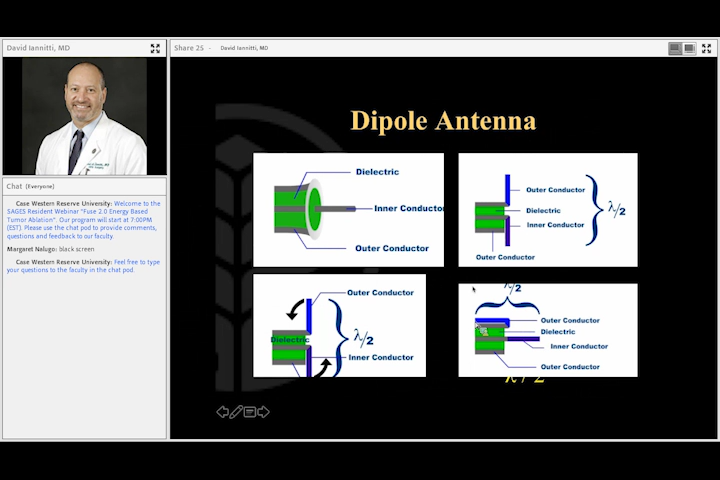 David Iannitti, MD
Share 25 - David Iannitti, MD
Chat (Everyone)
Case Western Reserve University: Welcome to the
SAGES Resident Webinar "Fuse 2.0 Energy Based
Tumor Ablation". Our program will start at 7:00PM
(EST). Please use the chat pod to provide comments,
questions and feedback to our faculty.
Margaret Nalugo: black screen
Case Western Reserve University: Feel free to type
your questions to the faculty in the chat pod.
Dipole Antenna
Dielectric
Inner Conductor
Outer Conductor
Outer Conductor
Dielectric
Inner Conductor
Outer Conductor
λ/2
Outer Conductor
Dielectric
λ/2
Inner Conductor
λ/2
Outer Conductor
Dielectric
Inner Conductor
Outer Conductor
λ/2